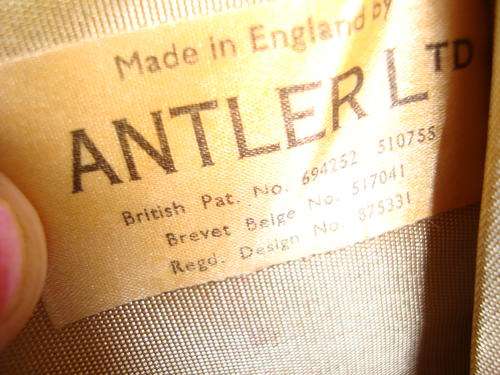 Made in England by
ANTLER LTD
British Pat. No. 694252 510755
Brevet Belge No. 517041
Regd. Design No. 875331